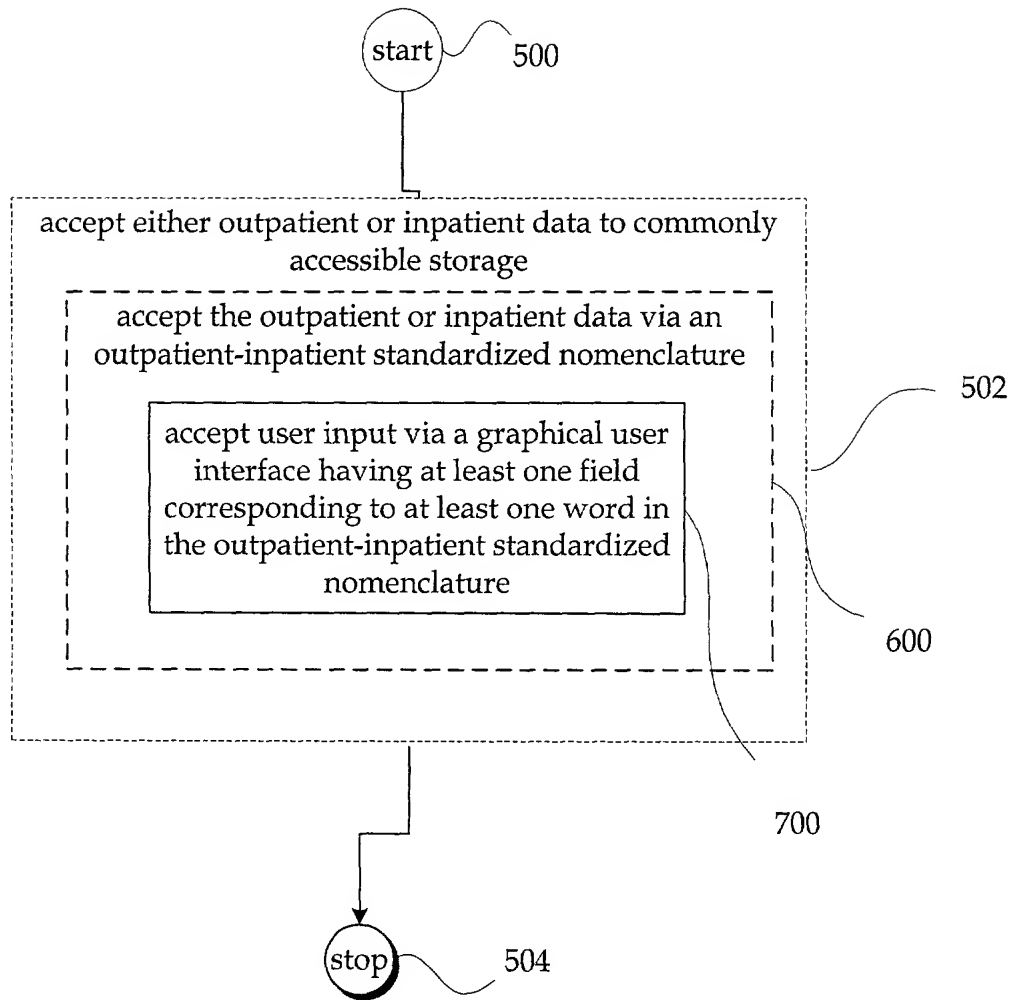 start
500
accept either outpatient or inpatient data to commonly
accessible storage
accept the outpatient or inpatient data via an
outpatient-inpatient standardized nomenclature
502
accept user input via a graphical user
interface having at least one field
corresponding to at least one word in
the outpatient-inpatient standardized
nomenclature
600
700
stop
504